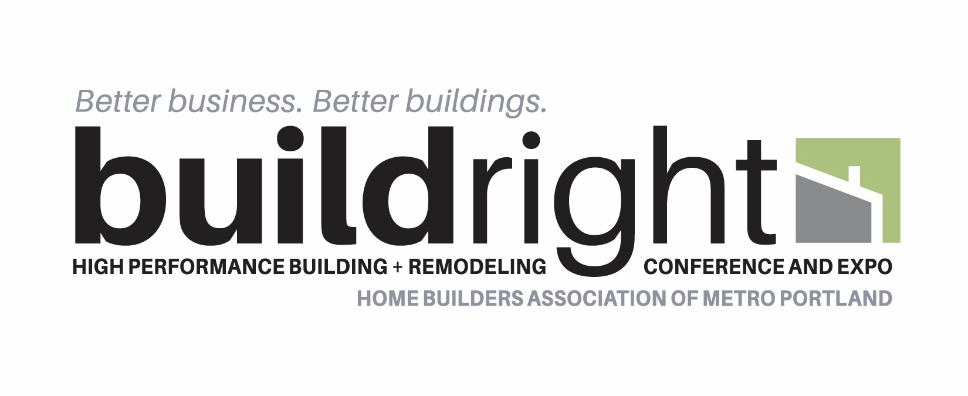 Better business. Better buildings.
buildright
HIGH PERFORMANCE BUILDING + REMODELING CONFERENCE AND EXPO
HOME BUILDERS ASSOCIATION OF METRO PORTLAND